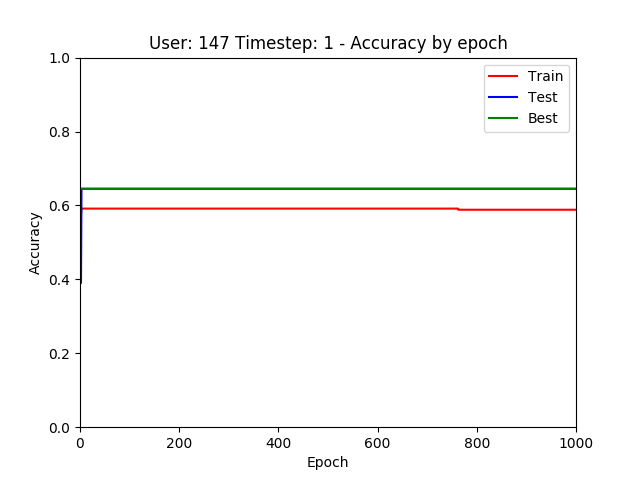 User: 147 Timestep: 1 - Accuracy by epoch
1.0
Train
Test
Best
0.8
0.6
Accuracy
0.4
0.2
0.0
0 200 400 600 800 1000
Epoch